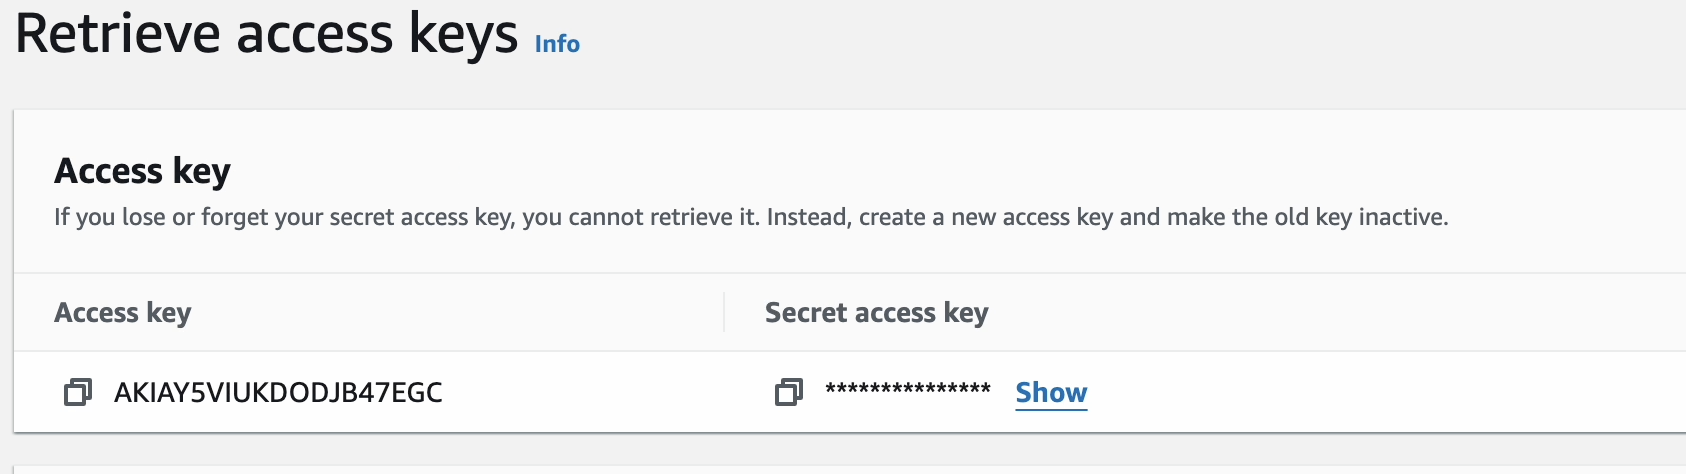 Retrieve access keys Info
Access key
If you lose or forget your secret access key, you cannot retrieve it. Instead, create a new access key and make the old key inactive.
Access key Secret access key
AKIAY5VIUKDODJB47EGC *************** Show